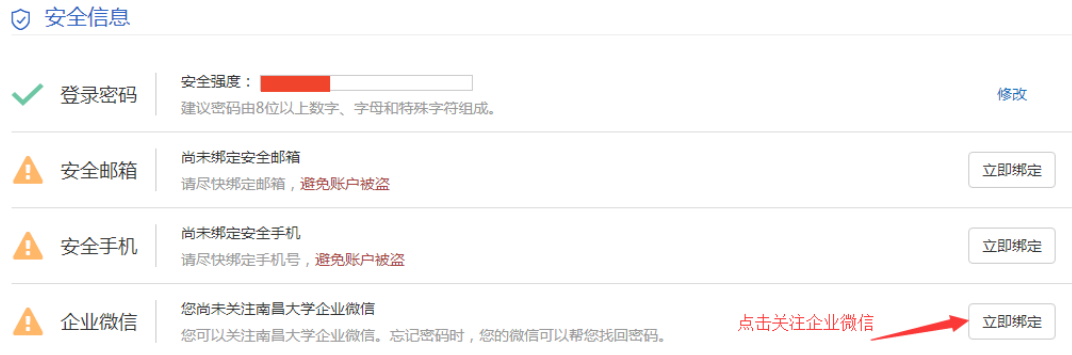 安全信息
登录密码
安全强度：
建议密码由8位以上数字、字母和特殊字符组成。
修改
安全邮箱
尚未绑定安全邮箱
请尽快绑定邮箱，避免账户被盗
立即绑定
安全手机
尚未绑定安全手机
请尽快绑定手机号，避免账户被盗
立即绑定
企业微信
您尚未关注南昌大学企业微信
您可以关注南昌大学企业微信。忘记密码时，您的微信可以帮您找回密码。
点击关注企业微信
立即绑定